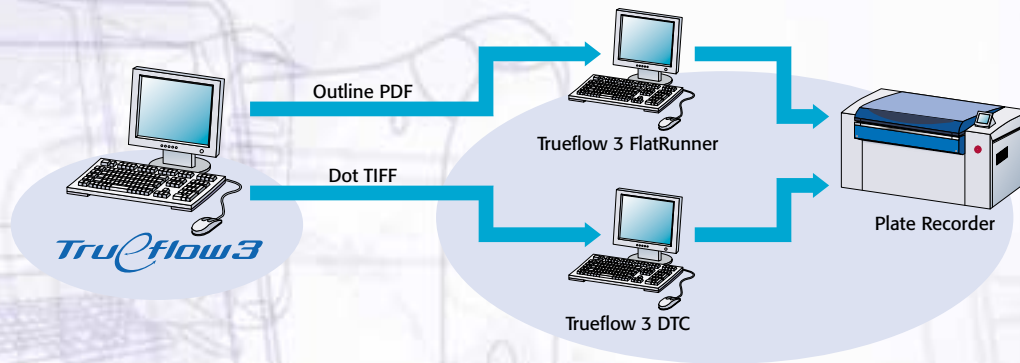 Outline PDF
Trueflow 3 FlatRunner
Dot TIFF
Plate Recorder
Trueflow3
Trueflow 3 DTC